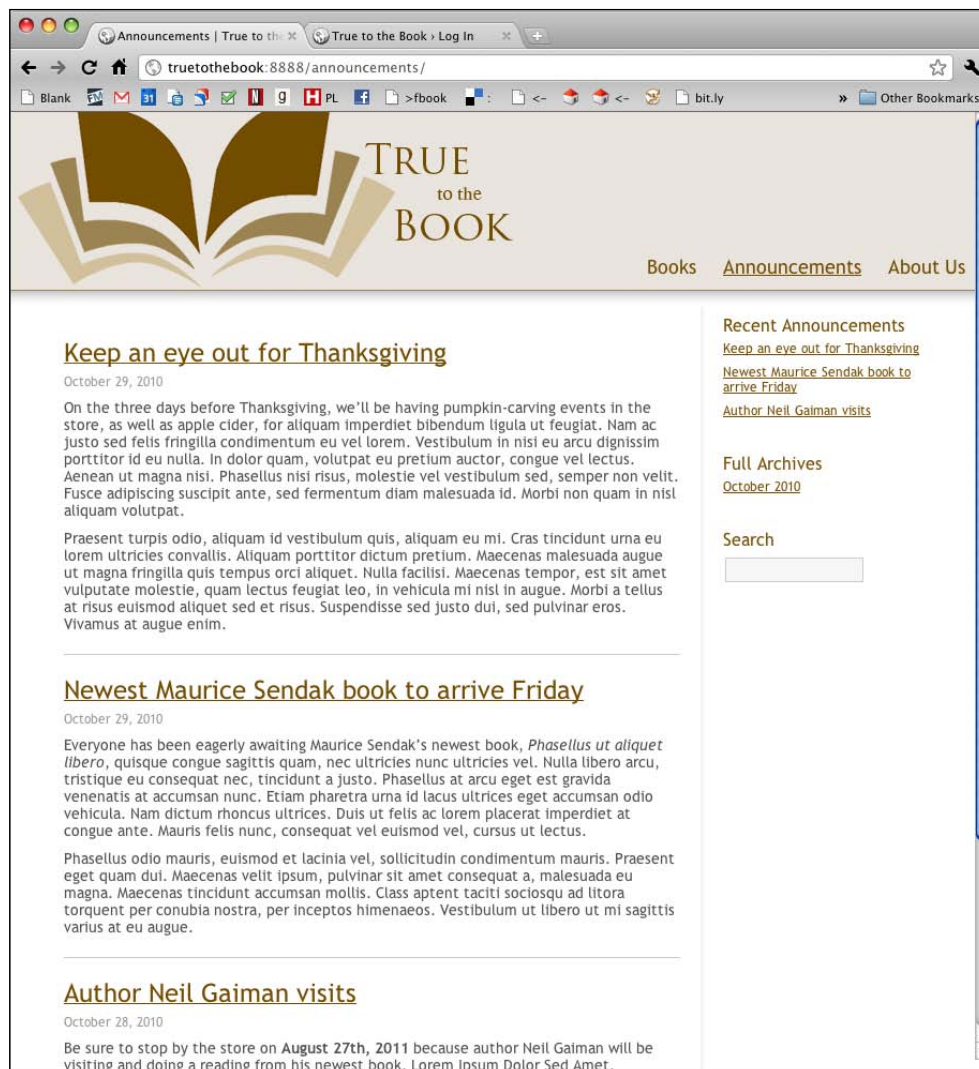 Announcements | True to the
True to the Book › Log In
truetothebook:8888/announcements/
Blank
31
N
g
H PL
>fbook
:
<-
<-
bit.ly
»
Other Bookmarks
TRUE
to the
BOOK
Books
Announcements
About Us
Keep an eye out for Thanksgiving
October 29, 2010
On the three days before Thanksgiving, we’ll be having pumpkin-carving events in the
store, as well as apple cider, for aliquam imperdiet bibendum ligula ut feugiat. Nam ac
justo sed felis fringilla condimentum eu vel lorem. Vestibulum in nisi eu arcu dignissim
porttitor id eu nulla. In dolor quam, volutpat eu pretium auctor, congue vel lectus.
Aenean ut magna nisi. Phasellus nisi risus, molestie vel vestibulum sed, semper non velit.
Fusce adipiscing suscipit ante, sed fermentum diam malesuada id. Morbi non quam in nisl
aliquam volutpat.
Praesent turpis odio, aliquam id vestibulum quis, aliquam eu mi. Cras tincidunt urna eu
lorem ultricies convallis. Aliquam porttitor dictum pretium. Maecenas malesuada augue
ut magna fringilla quis tempus orci aliquet. Nulla facilisi. Maecenas tempor, est sit amet
vulputate molestie, quam lectus feugiat leo, in vehicula mi nisl in augue. Morbi a tellus
at risus euismod aliquet sed et risus. Suspendisse sed justo dui, sed pulvinar eros.
Vivamus at augue enim.
Newest Maurice Sendak book to arrive Friday
October 29, 2010
Everyone has been eagerly awaiting Maurice Sendak’s newest book, Phasellus ut aliquet
libero, quisque congue sagittis quam, nec ultricies nunc ultricies vel. Nulla libero arcu,
tristique eu consequat nec, tincidunt a justo. Phasellus at arcu eget est gravida
venenatis at accumsan nunc. Etiam pharetra urna id lacus ultrices eget accumsan odio
vehicula. Nam dictum rhoncus ultrices. Duis ut felis ac lorem placerat imperdiet at
congue ante. Mauris felis nunc, consequat vel euismod vel, cursus ut lectus.
Phasellus odio mauris, euismod et lacinia vel, sollicitudin condimentum mauris. Praesent
eget quam dui. Maecenas velit ipsum, pulvinar sit amet consequat a, malesuada eu
magna. Maecenas tincidunt accumsan mollis. Class aptent taciti sociosqu ad litora
torquent per conubia nostra, per inceptos himenaeos. Vestibulum ut libero ut mi sagittis
varius at eu augue.
Author Neil Gaiman visits
October 28, 2010
Be sure to stop by the store on August 27th, 2011 because author Neil Gaiman will be
visiting and doing a reading from his newest book. Lorem Ipsum Dolor Sed Amet.
Recent Announcements
Keep an eye out for Thanksgiving
Newest Maurice Sendak book to
arrive Friday
Author Neil Gaiman visits
Full Archives
October 2010
Search